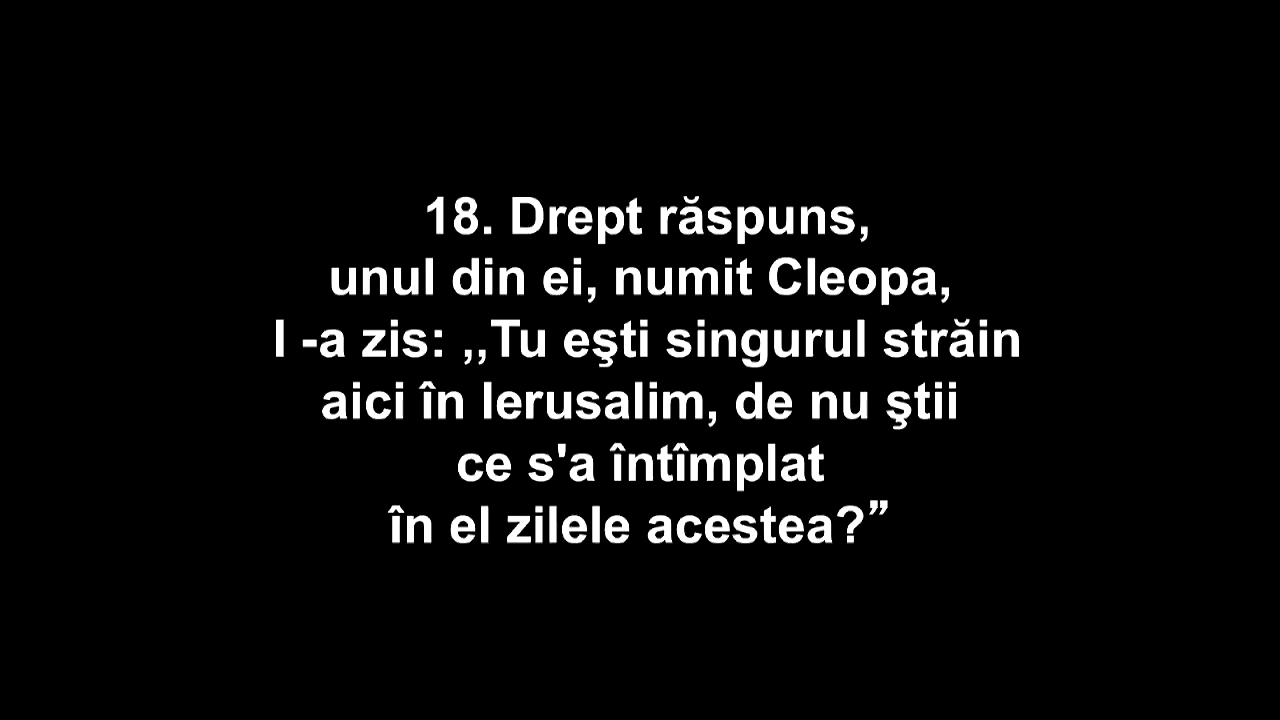 18. Drept răspuns,
unul din ei, numit Cleopa,
I -a zis: ,,Tu eşti singurul străin
aici în Ierusalim, de nu ştii
ce s'a întîmplat
în el zilele acestea?”